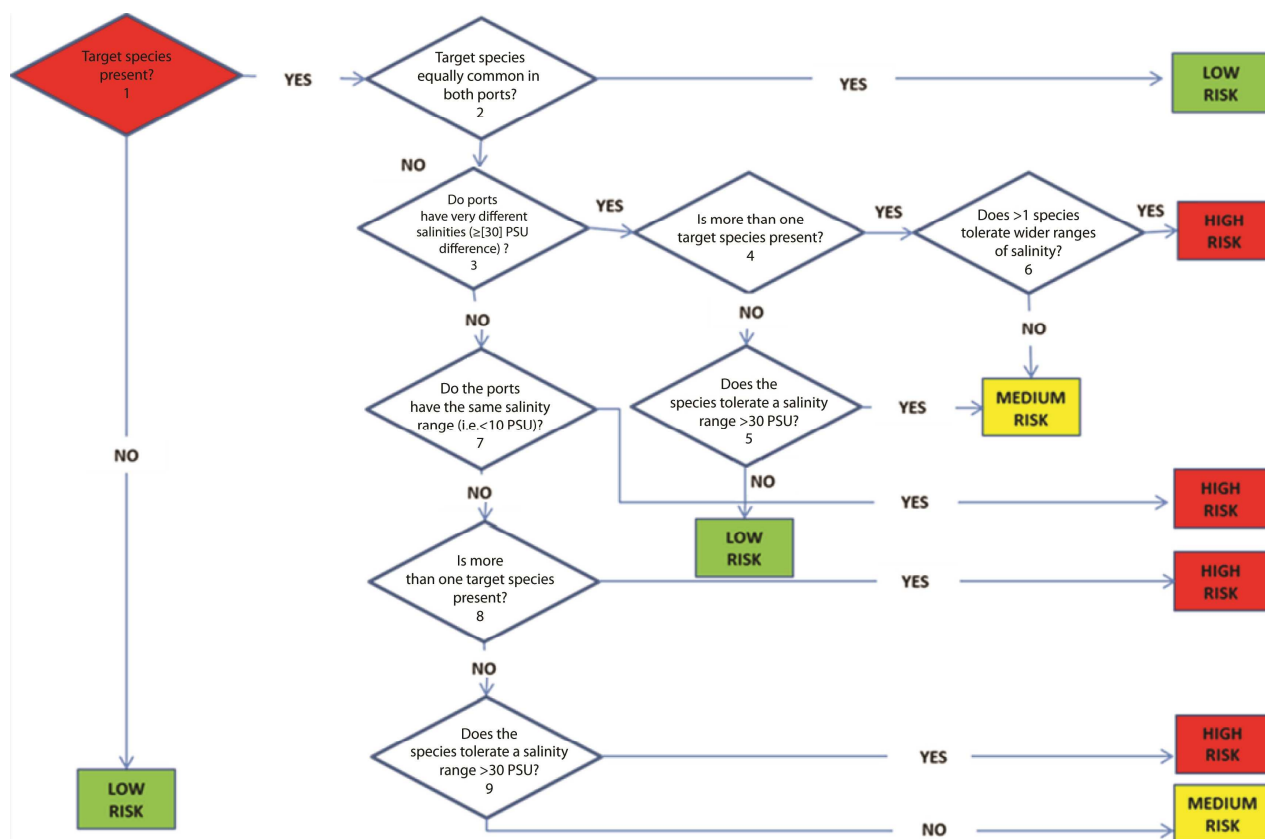 Target species
present?
1
YES
Target species
equally common in
both ports?
2
YES
LOW
RISK
NO
Do ports
have very different
salinities (≥[30] PSU
difference) ?
3
YES
Is more than one
target species present?
4
YES
Does >1 species
tolerate wider ranges
of salinity?
6
YES
HIGH
RISK
NO
NO
NO
Do the ports
have the same salinity
range (i.e.<10 PSU)?
7
Does the
species tolerate a salinity
range >30 PSU?
5
YES
MEDIUM
RISK
NO
NO
NO
YES
HIGH
RISK
LOW
RISK
Is more
than one target species
present?
8
YES
HIGH
RISK
NO
Does the
species tolerate a salinity
range >30 PSU?
9
YES
HIGH
RISK
LOW
RISK
NO
MEDIUM
RISK